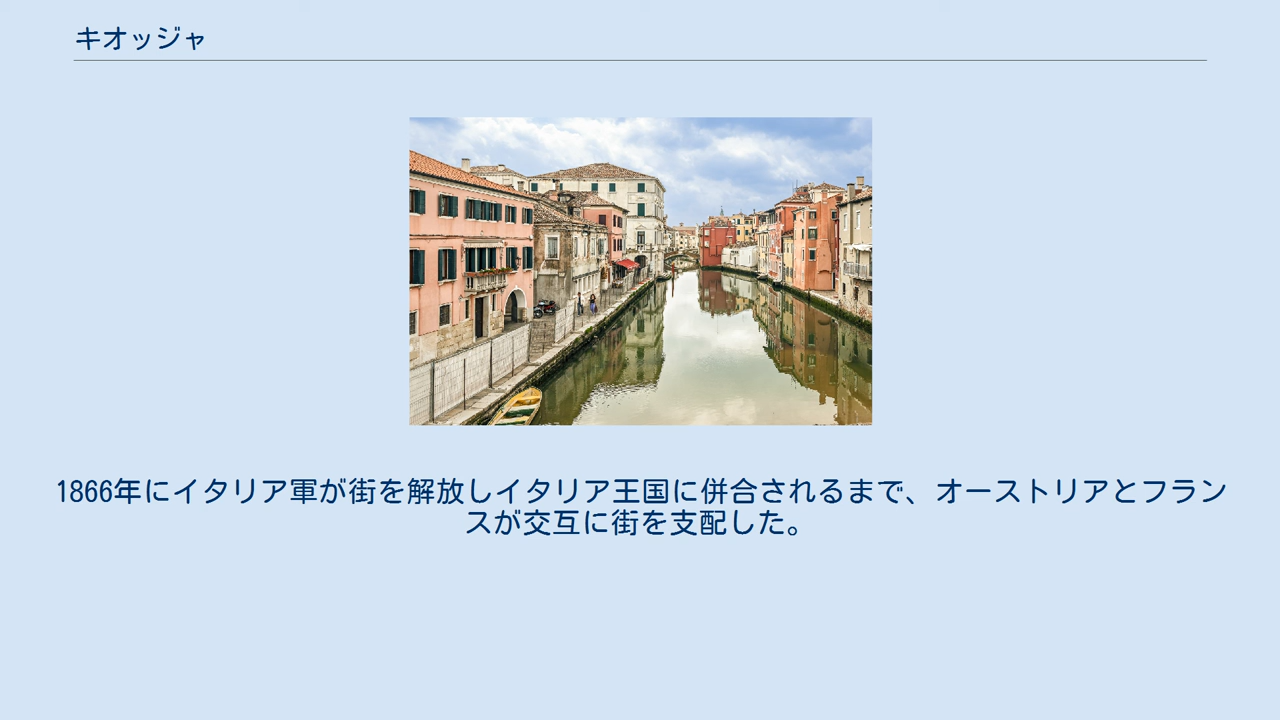 キオッジャ
1866年にイタリア軍が街を解放しイタリア王国に併合されるまで、オーストリアとフラン
スが交互に街を支配した。